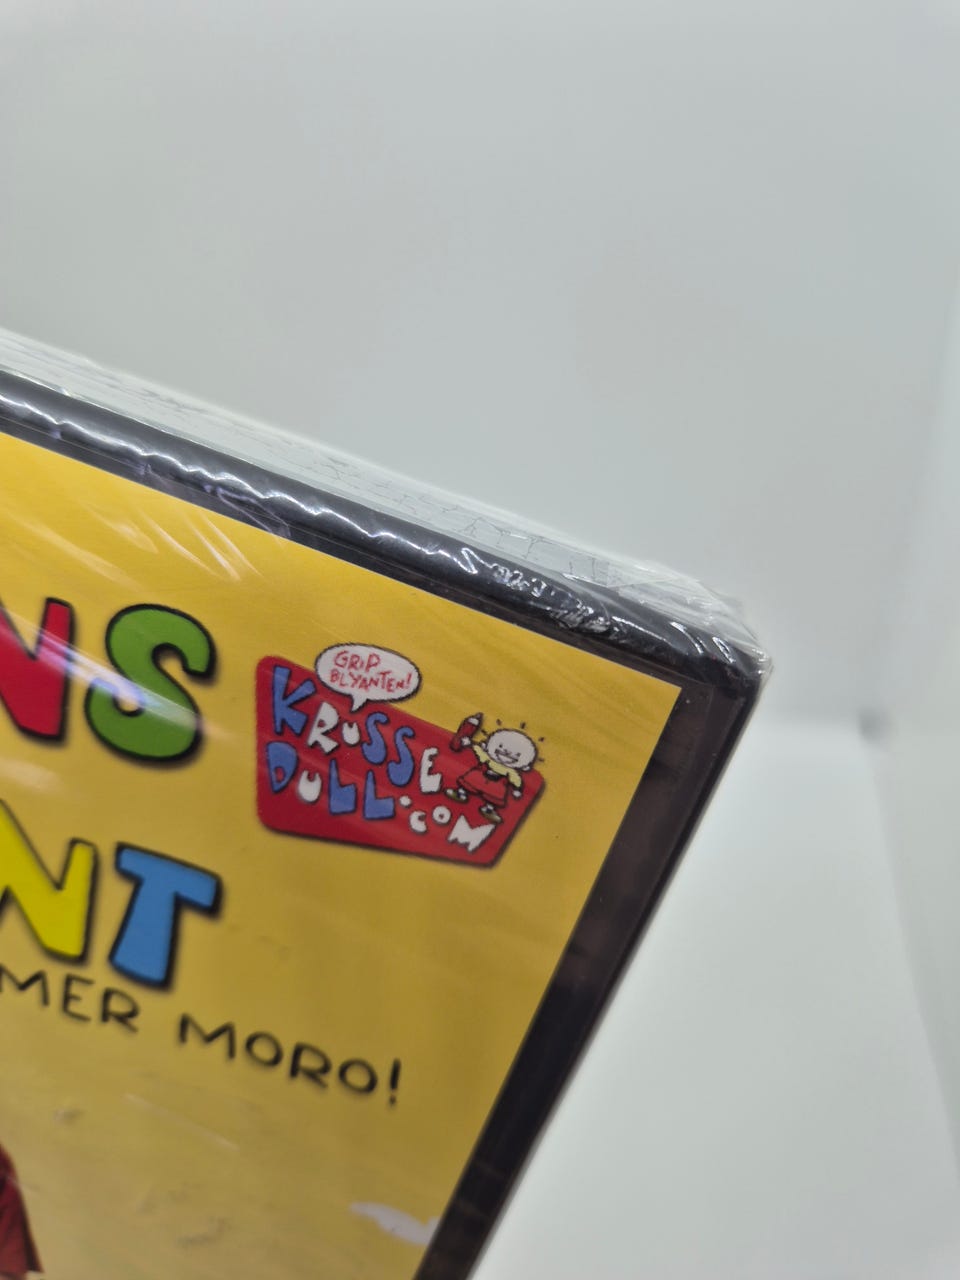 NS
GRIP
BLYANTEN!
KRUSSE
DULL.COM
NT
MER MORO!